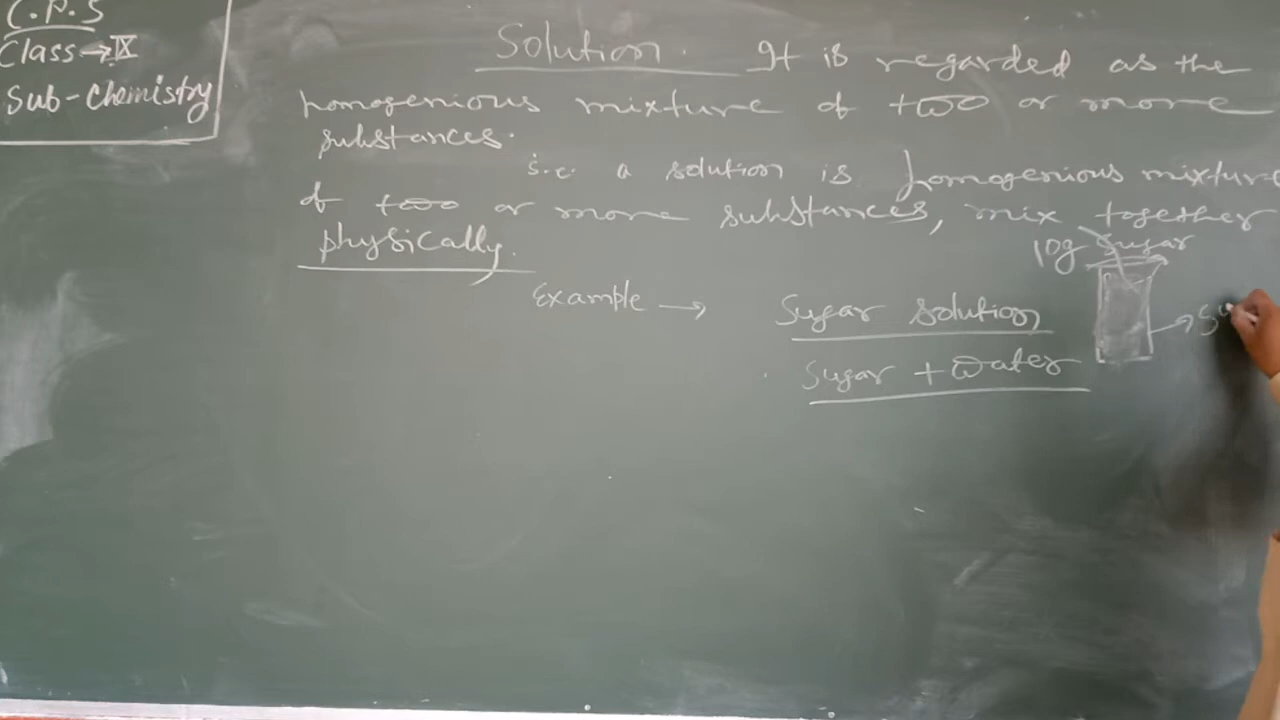 C.P.S
Class → IX
Sub - Chemistry
Solution. It is regarded as the
homogenious mixture of two or more
substances.
i.e. a solution is homogenious mixture
of two or more substances, mix together
physically.
10g Sugar
Example → Sugar solution
Sugar + Water